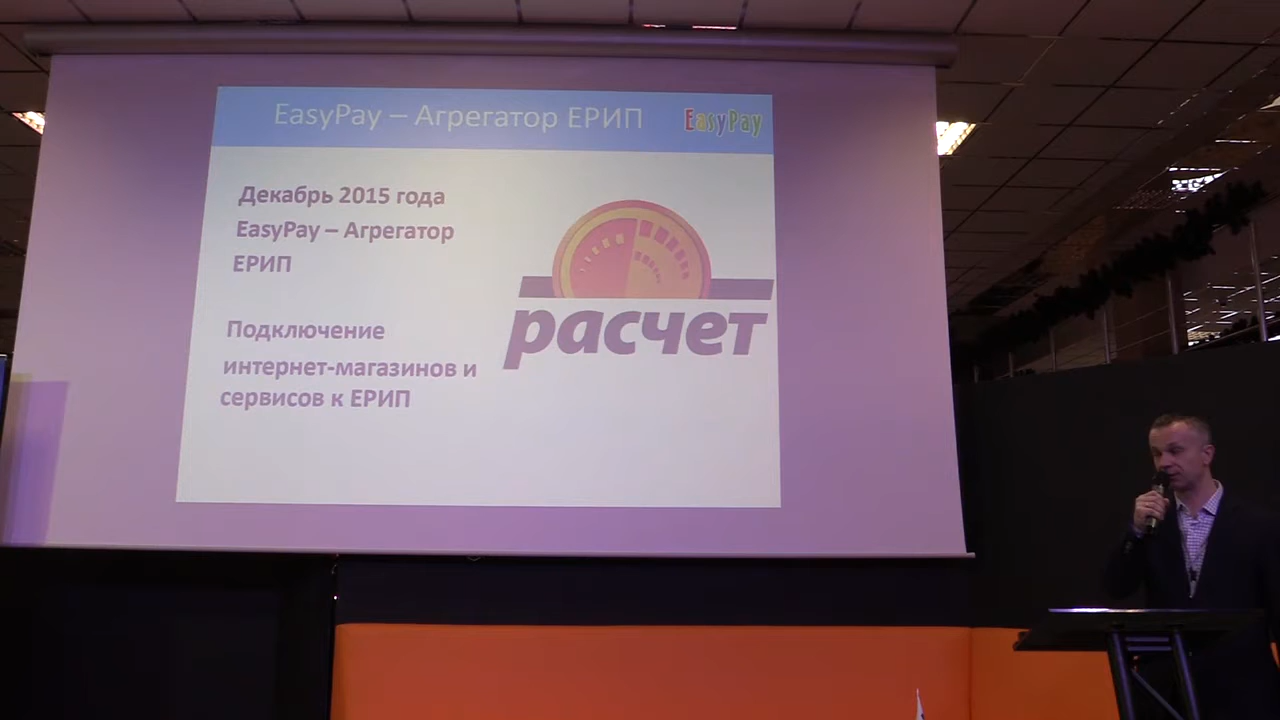 EasyPay – Агрегатор ЕРИП
EasyPay
Декабрь 2015 года
EasyPay – Агрегатор
ЕРИП
расчет
Подключение
интернет-магазинов и
сервисов к ЕРИП